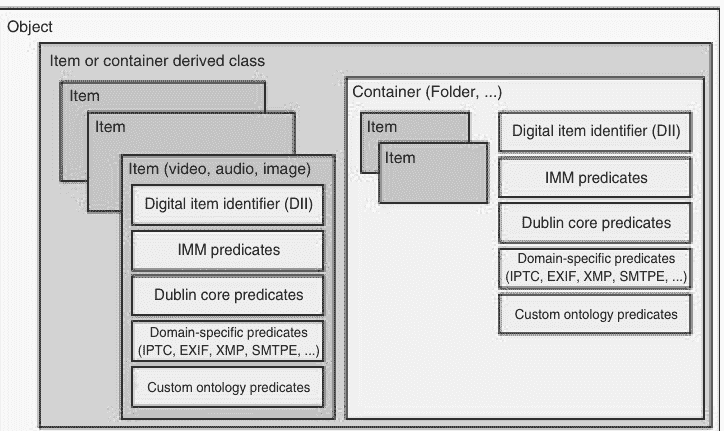 Object
Item or container derived class
Item
Item
Item (video, audio, image)
Digital item identifier (DII)
IMM predicates
Dublin core predicates
Domain-specific predicates
(IPTC, EXIF, XMP, SMTPE, ...)
Custom ontology predicates
Container (Folder, ...)
Item
Item
Digital item identifier (DII)
IMM predicates
Dublin core predicates
Domain-specific predicates
(IPTC, EXIF, XMP, SMTPE, ...)
Custom ontology predicates